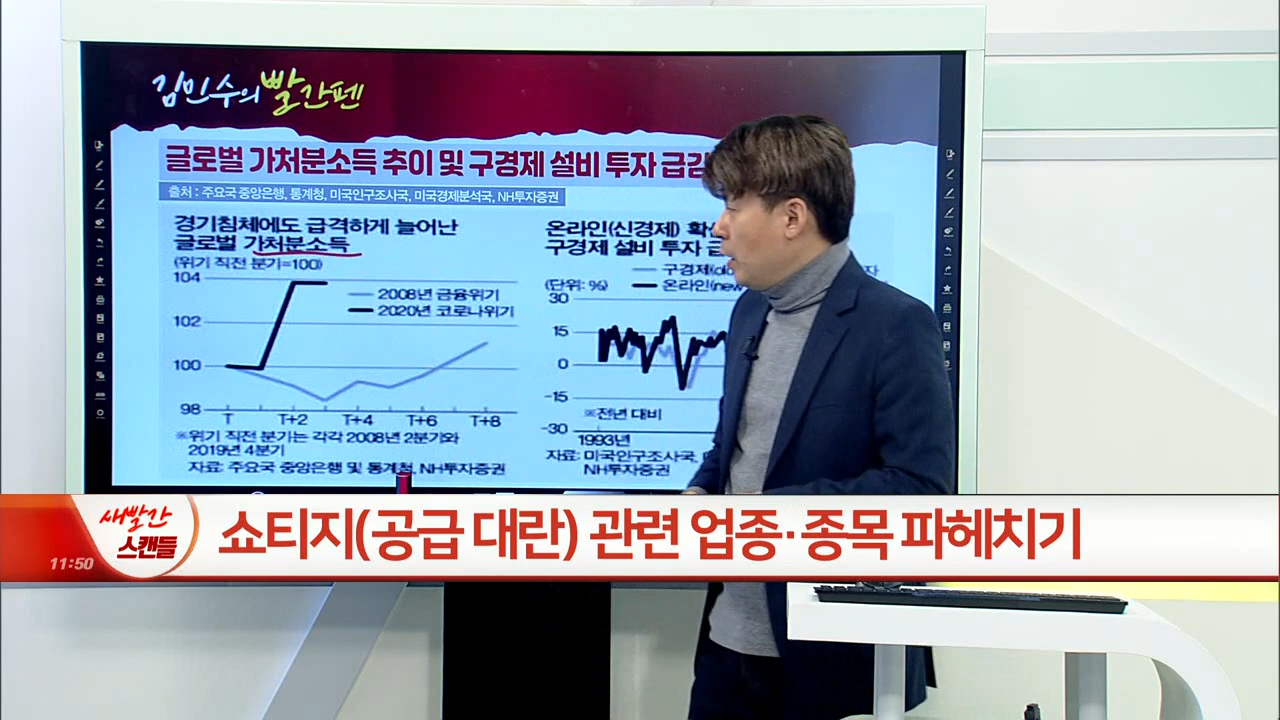 김민수의 빨간펜
글로벌 가처분소득 추이 및 구경제 설비 투자 급감
출처 : 주요국 중앙은행, 통계청, 미국인구조사국, 미국경제분석국, NH투자증권
경기침체에도 급격하게 늘어난
글로벌 가처분소득
(위기 직전 분기=100)
104
102
100
98
2008년 금융위기
2020년 코로나위기
T T+2 T+4 T+6 T+8
※위기 직전 분기는 각각 2008년 2분기와
2019년 4분기
자료: 주요국 중앙은행 및 통계청, NH투자증권
온라인(신경제)
구경제 설비 투자
구경제(old
자
(단위: %)
온라인(new
30
15
0
-15
-30
※전년 대비
1993년
자료: 미국인구조사국,
NH투자증권
새빨간
스캔들
11:50
쇼티지(공급 대란) 관련 업종·종목 파헤치기